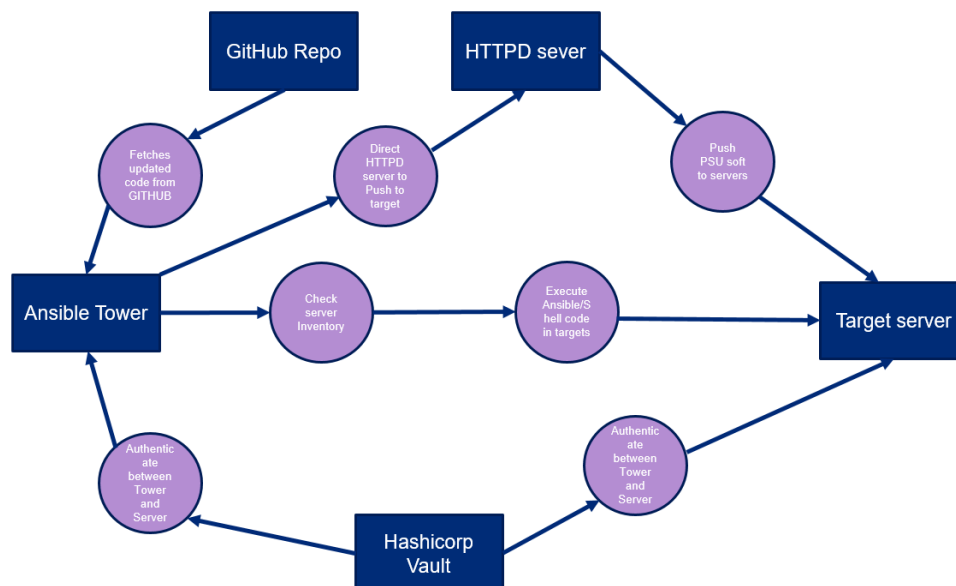 GitHub Repo
HTTPD sever
Fetches
updated
code from
GITHUB
Direct
HTTPD
server to
Push to
target
Push
PSU soft
to servers
Ansible Tower
Check
server
Inventory
Execute
Ansible/S
hell code
in targets
Target server
Authentic
ate
between
Tower
and
Server
Authentic
ate
between
Tower
and
Server
Hashicorp
Vault